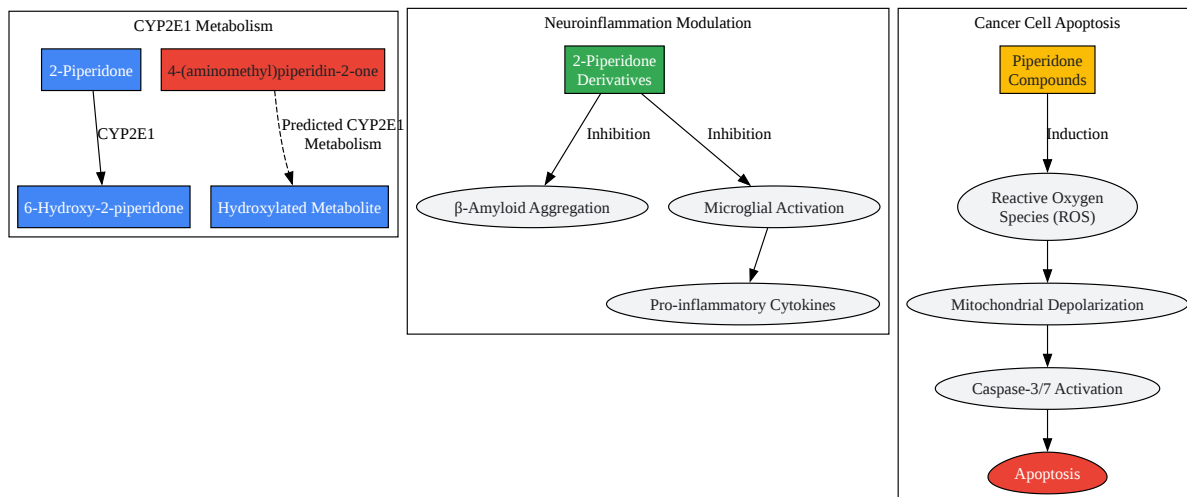 CYP2E1 Metabolism
2-Piperidone
4-(aminomethyl)piperidin-2-one
CYP2E1
Predicted CYP2E1
Metabolism
6-Hydroxy-2-piperidone
Hydroxylated Metabolite
Neuroinflammation Modulation
2-Piperidone
Derivatives
Inhibition
Inhibition
β-Amyloid Aggregation
Microglial Activation
Pro-inflammatory Cytokines
Cancer Cell Apoptosis
Piperidone
Compounds
Induction
Reactive Oxygen
Species (ROS)
Mitochondrial Depolarization
Caspase-3/7 Activation
Apoptosis